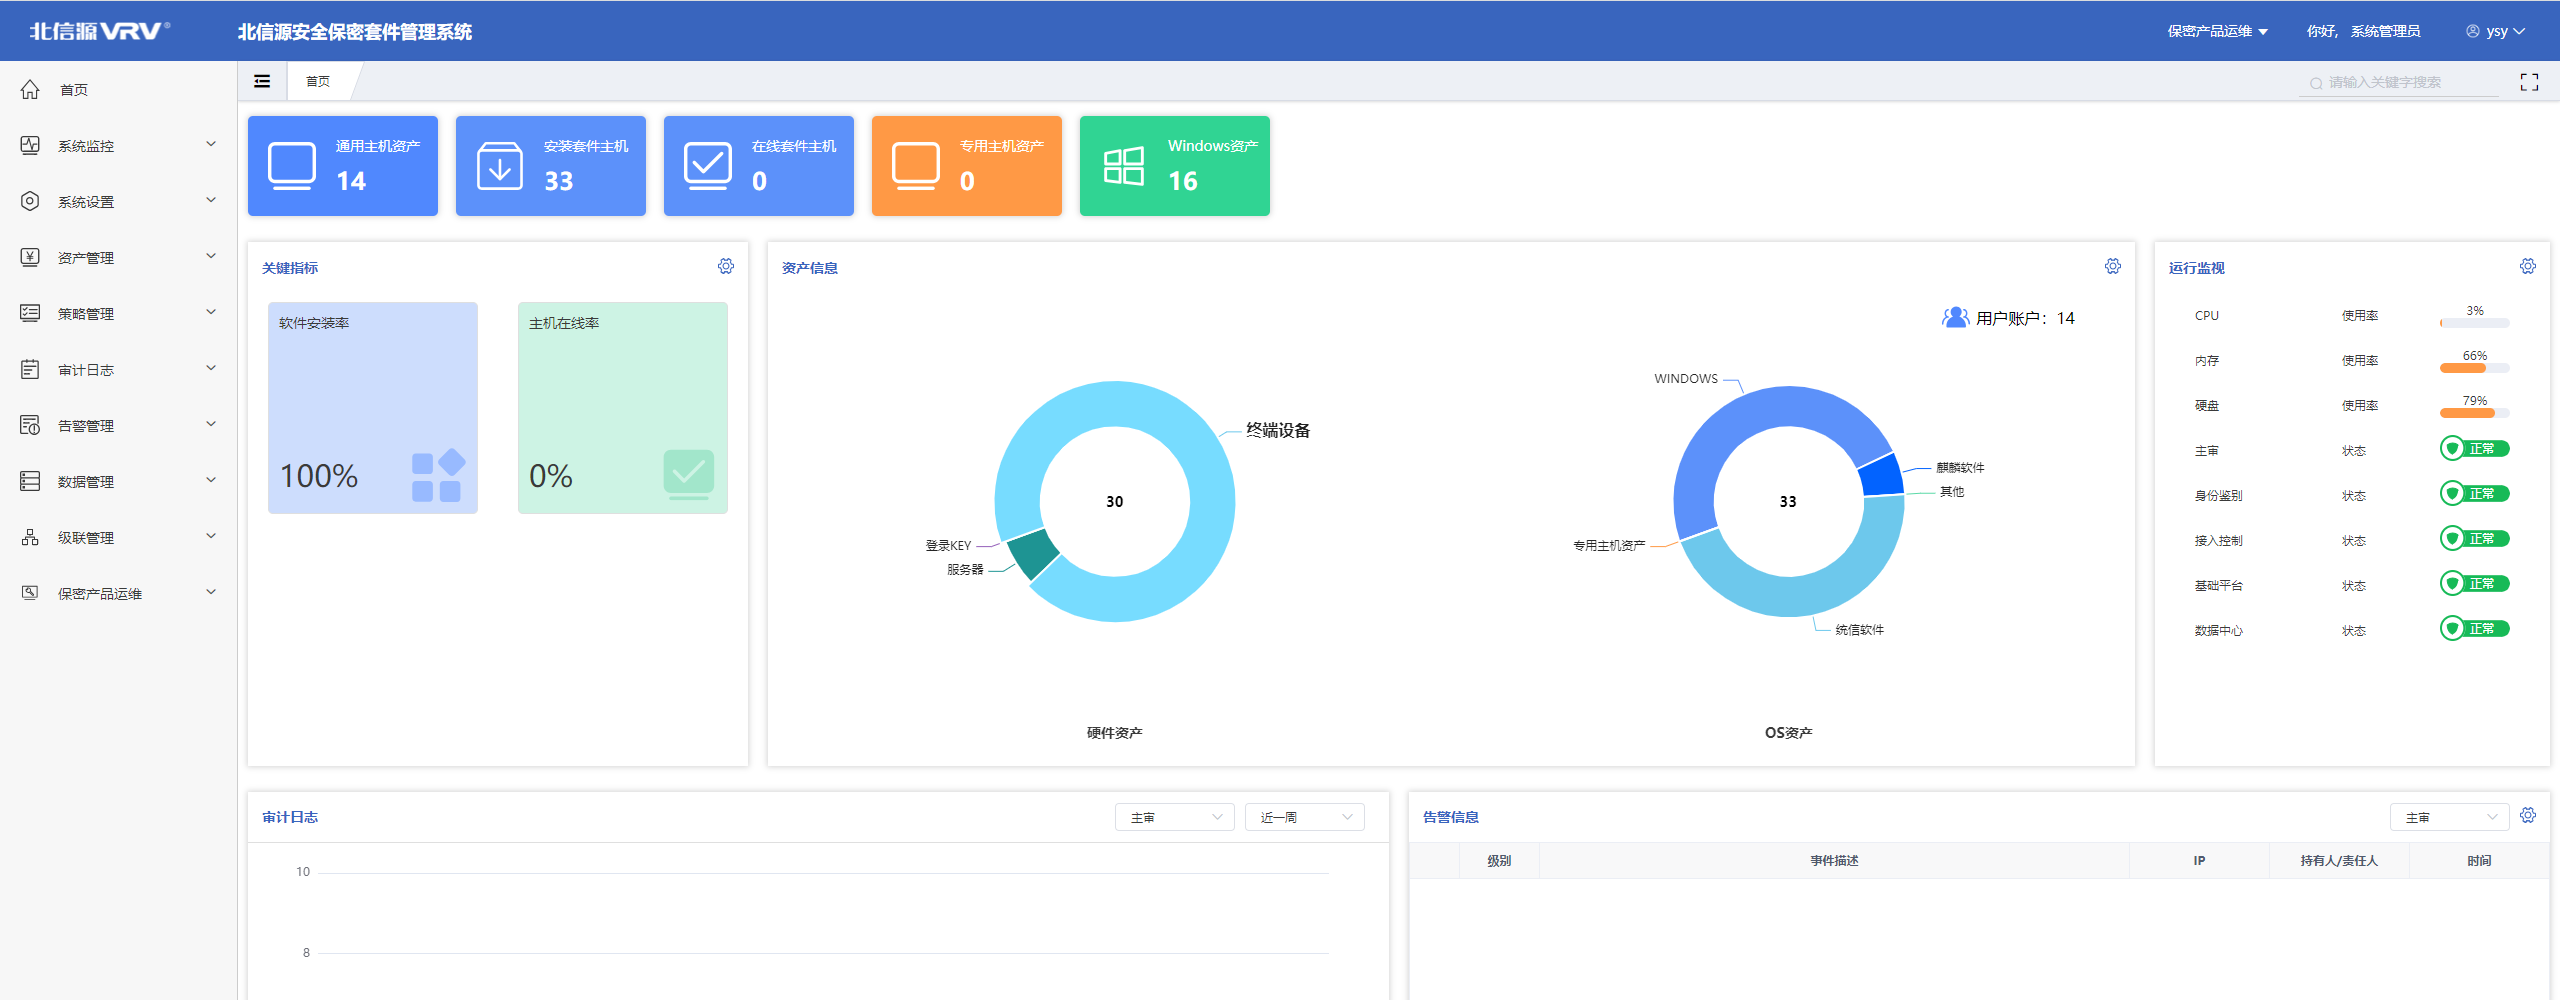 北信源VRV®
北信源安全保密套件管理系统
保密产品运维
你好, 系统管理员
ysy
首页
系统监控
系统设置
资产管理
策略管理
审计日志
告警管理
数据管理
级联管理
保密产品运维
首页
请输入关键字搜索
通用主机资产
14
安装套件主机
33
在线套件主机
0
专用主机资产
0
Windows资产
16
关键指标
软件安装率
100%
主机在线率
0%
资产信息
用户账户: 14
终端设备
30
登录KEY
服务器
硬件资产
WINDOWS
麒麟软件
其他
33
专用主机资产
统信软件
OS资产
运行监视
CPU 使用率 3%
内存 使用率 66%
硬盘 使用率 79%
主审 状态 正常
身份鉴别 状态 正常
接入控制 状态 正常
基础平台 状态 正常
数据中心 状态 正常
审计日志
主审
近一周
10
8
告警信息
主审
级别 事件描述 IP 持有人/责任人 时间